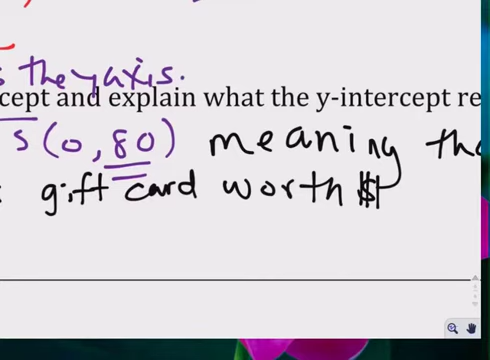 the y axis.
cept and explain what the y-intercept re
s (0, 80) meaning the
gift card worth $